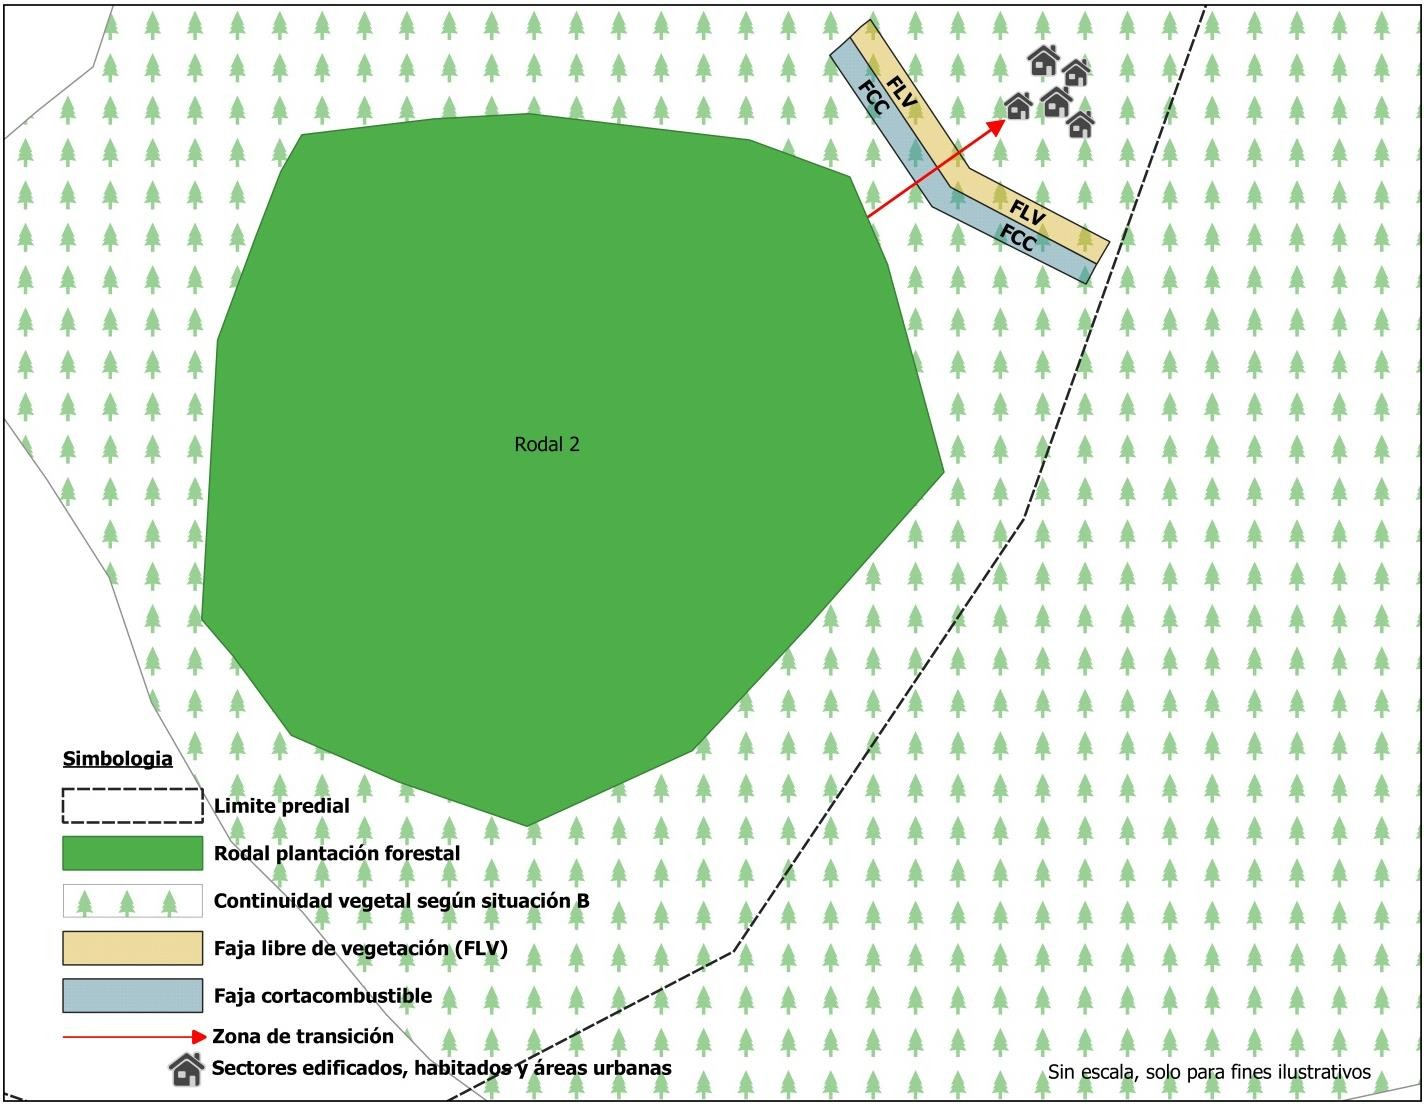 FLV
FCC
FLV
FCC
Rodal 2
Simbologia
Limite predial
Rodal plantación forestal
Continuidad vegetal según situación B
Faja libre de vegetación (FLV)
Faja cortacombustible
Zona de transición
Sectores edificados, habitados y áreas urbanas
Sin escala, solo para fines ilustrativos